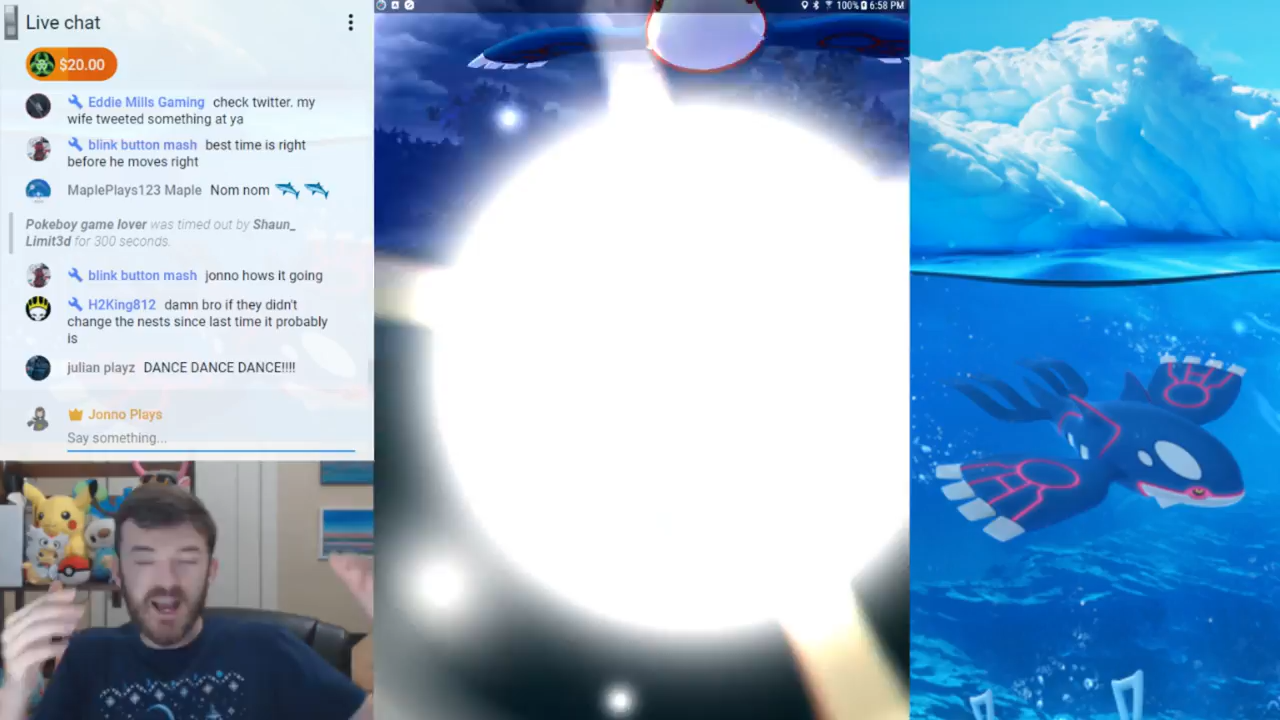 Live chat
$20.00
Eddie Mills Gaming check twitter. my
wife tweeted something at ya
blink button mash best time is right
before he moves right
MaplePlays123 Maple Nom nom
Pokeboy game lover was timed out by Shaun_
Limit3d for 300 seconds.
blink button mash jonno hows it going
H2King812 damn bro if they didn't
change the nests since last time it probably
is
julian playz DANCE DANCE DANCE!!!!
Jonno Plays
Say something...
100% 6:58 PM